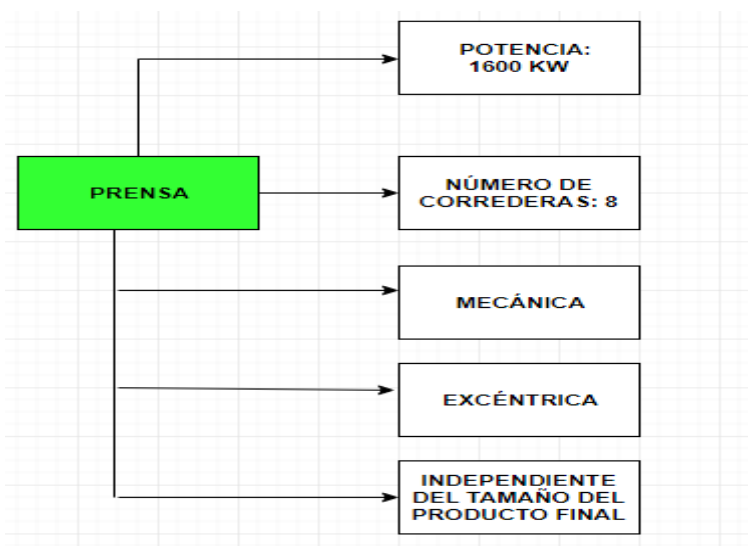 POTENCIA:
1600 KW
PRENSA
NÚMERO DE
CORREDERAS: 8
MECÁNICA
EXCÉNTRICA
INDEPENDIENTE
DEL TAMAÑO DEL
PRODUCTO FINAL